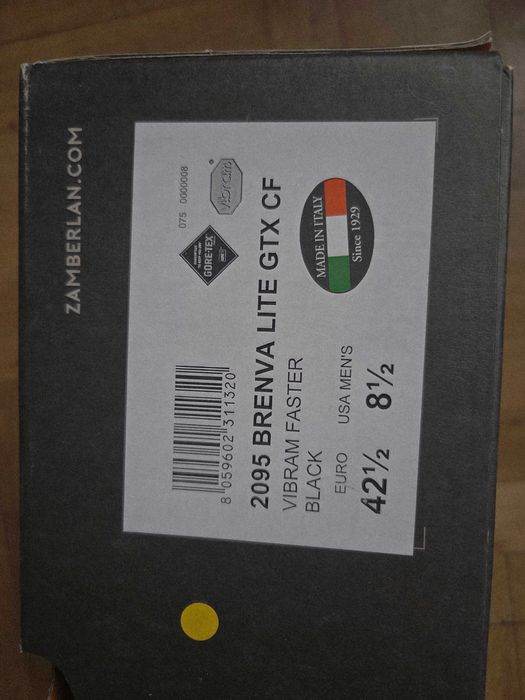 ZAMBERLAN.COM
075 0000008
GORE-TEX
vibram
8 059602 311320
2095 BRENVA LITE GTX CF
VIBRAM FASTER
BLACK
EURO USA MEN'S
42½ 8½
MADE IN ITALY
Since 1929